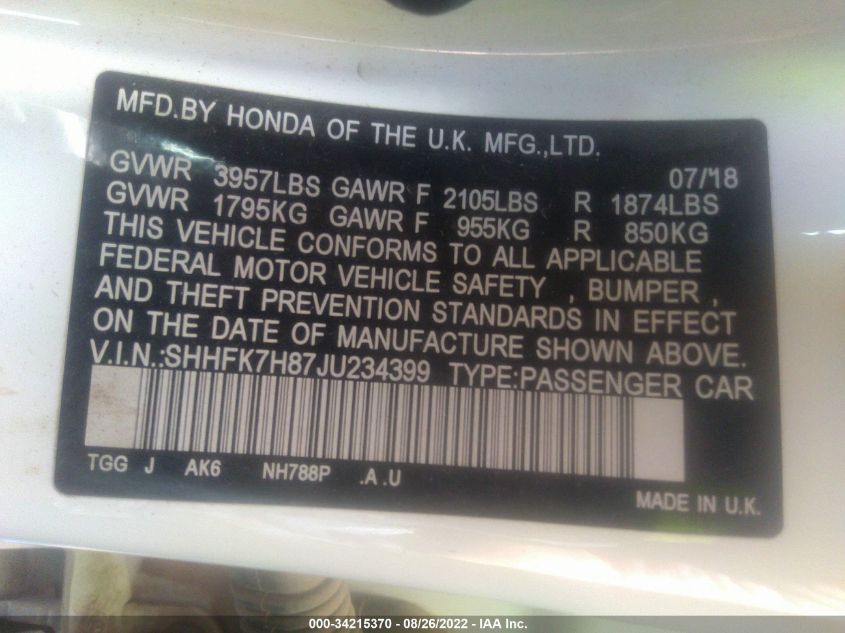 MFD.BY HONDA OF THE U.K. MFG.,LTD.
07/'18
GVWR 3957LBS GAWR F 2105LBS R 1874LBS
GVWR 1795KG GAWR F 955KG R 850KG
THIS VEHICLE CONFORMS TO ALL APPLICABLE
FEDERAL MOTOR VEHICLE SAFETY , BUMPER ,
AND THEFT PREVENTION STANDARDS IN EFFECT
ON THE DATE OF MANUFACTURE SHOWN ABOVE.
V.I.N.:SHHFK7H87JU234399 TYPE:PASSENGER CAR
TGG J AK6 NH788P .A .U
MADE IN U.K.
000-34215370 - 08/26/2022 - IAA Inc.